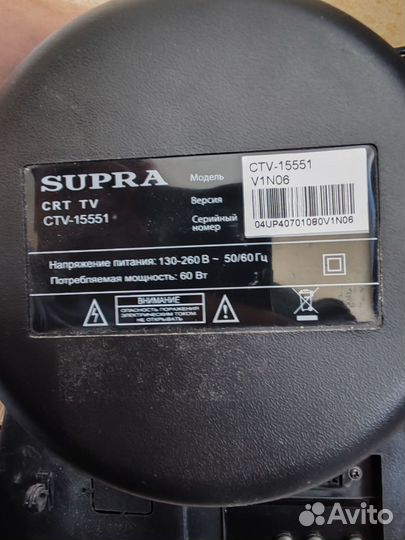 SUPRA
CRT TV
CTV-15551
Модель
Версия
Серийный
номер
CTV-15551
V1N06
04UP40701080V1N06
Напряжение питания: 130-260 В ~ 50/60 Гц
Потребляемая мощность: 60 Вт
ВНИМАНИЕ
ОПАСНОСТЬ ПОРАЖЕНИЯ
ЭЛЕКТРИЧЕСКИМ ТОКОМ
НЕ ОТКРЫВАТЬ
Avito